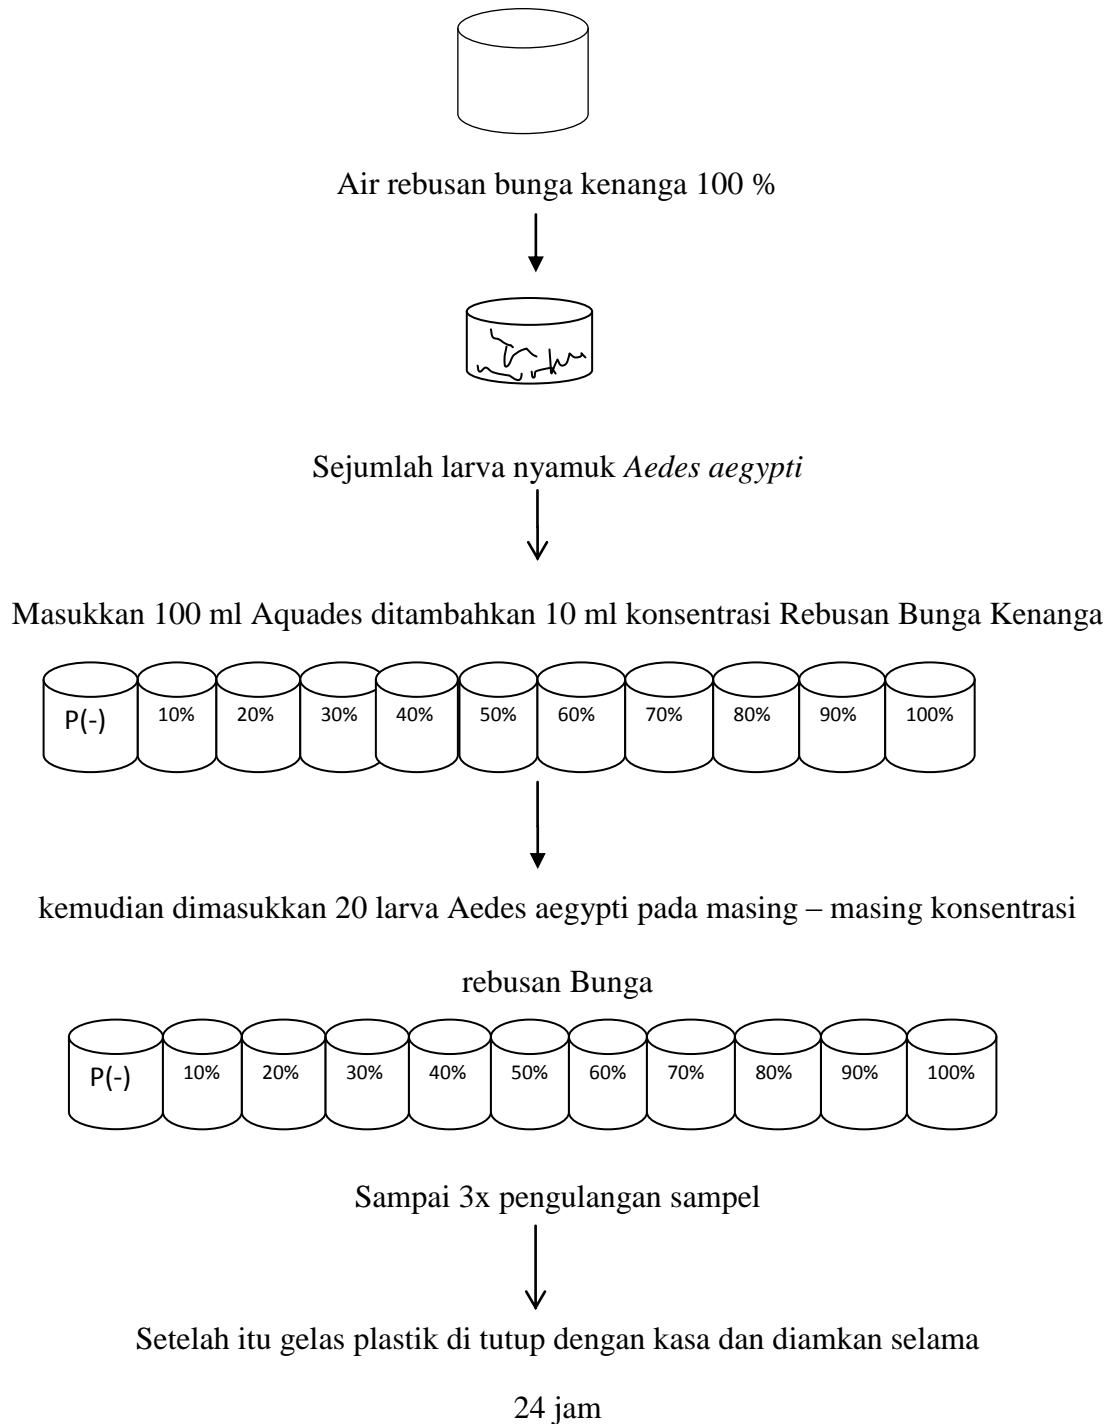 Air rebusan bunga kenanga 100 %
Sejumlah larva nyamuk Aedes aegypti
Masukkan 100 ml Aquades ditambahkan 10 ml konsentrasi Rebusan Bunga Kenanga
P(-) 10% 20% 30% 40% 50% 60% 70% 80% 90% 100%
kemudian dimasukkan 20 larva Aedes aegypti pada masing – masing konsentrasi
rebusan Bunga
P(-) 10% 20% 30% 40% 50% 60% 70% 80% 90% 100%
Sampai 3x pengulangan sampel
Setelah itu gelas plastik di tutup dengan kasa dan diamkan selama
24 jam